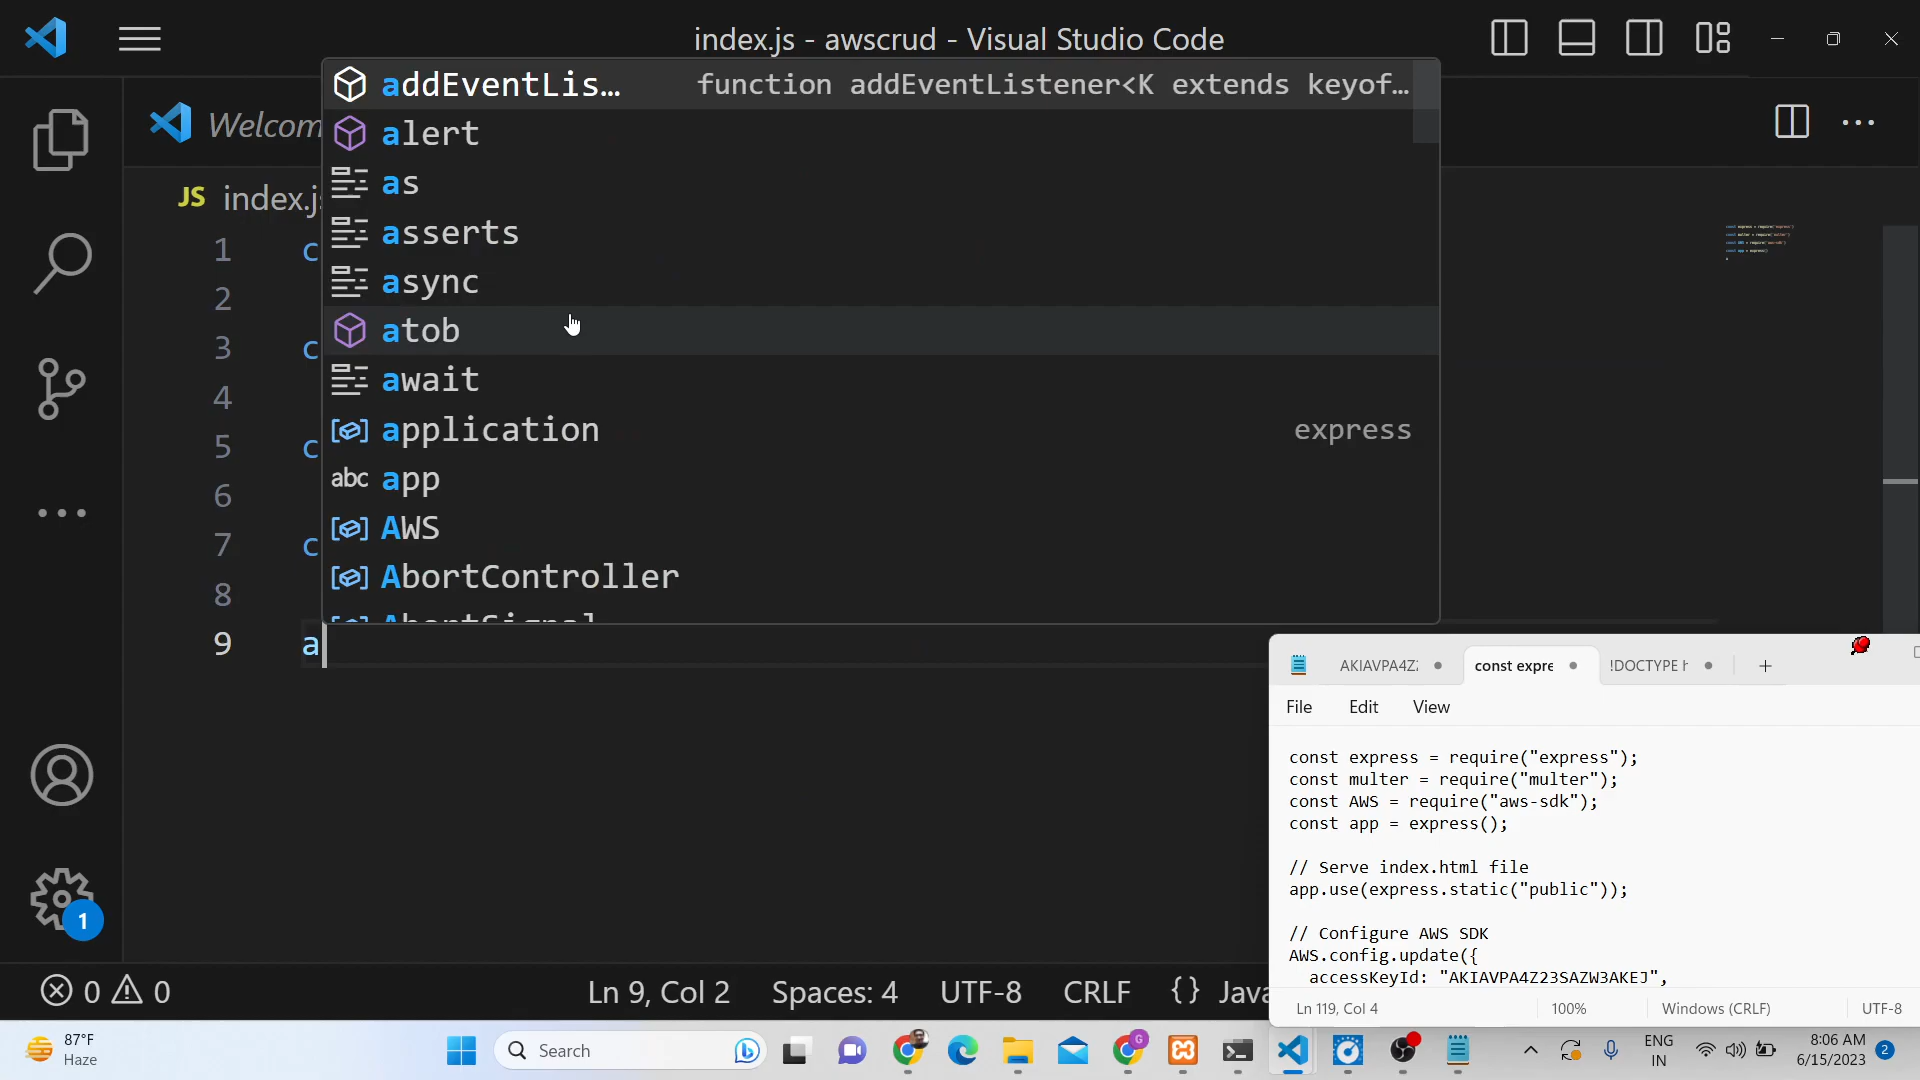 index.js - awscrud - Visual Studio Code
Welcom
JS index.js
addEventLis… function addEventListener<K extends keyof…
alert
as
asserts
async
atob
await
application express
abc app
AWS
AbortController
AbortSignal
1 c
2
3 c
4
5 c
6
7 c
8
9 a
AKIAVPA4Z const expre !DOCTYPE h
File Edit View
const express = require("express");
const multer = require("multer");
const AWS = require("aws-sdk");
const app = express();
// Serve index.html file
app.use(express.static("public"));
// Configure AWS SDK
AWS.config.update({
accessKeyId: "AKIAVPA4Z23SAZW3AKEJ",
Ln 119, Col 4 100% Windows (CRLF) UTF-8
1
0 0 Ln 9, Col 2 Spaces: 4 UTF-8 CRLF {} Java
87°F
Haze
Search
ENG
IN
8:06 AM
6/15/2023
2